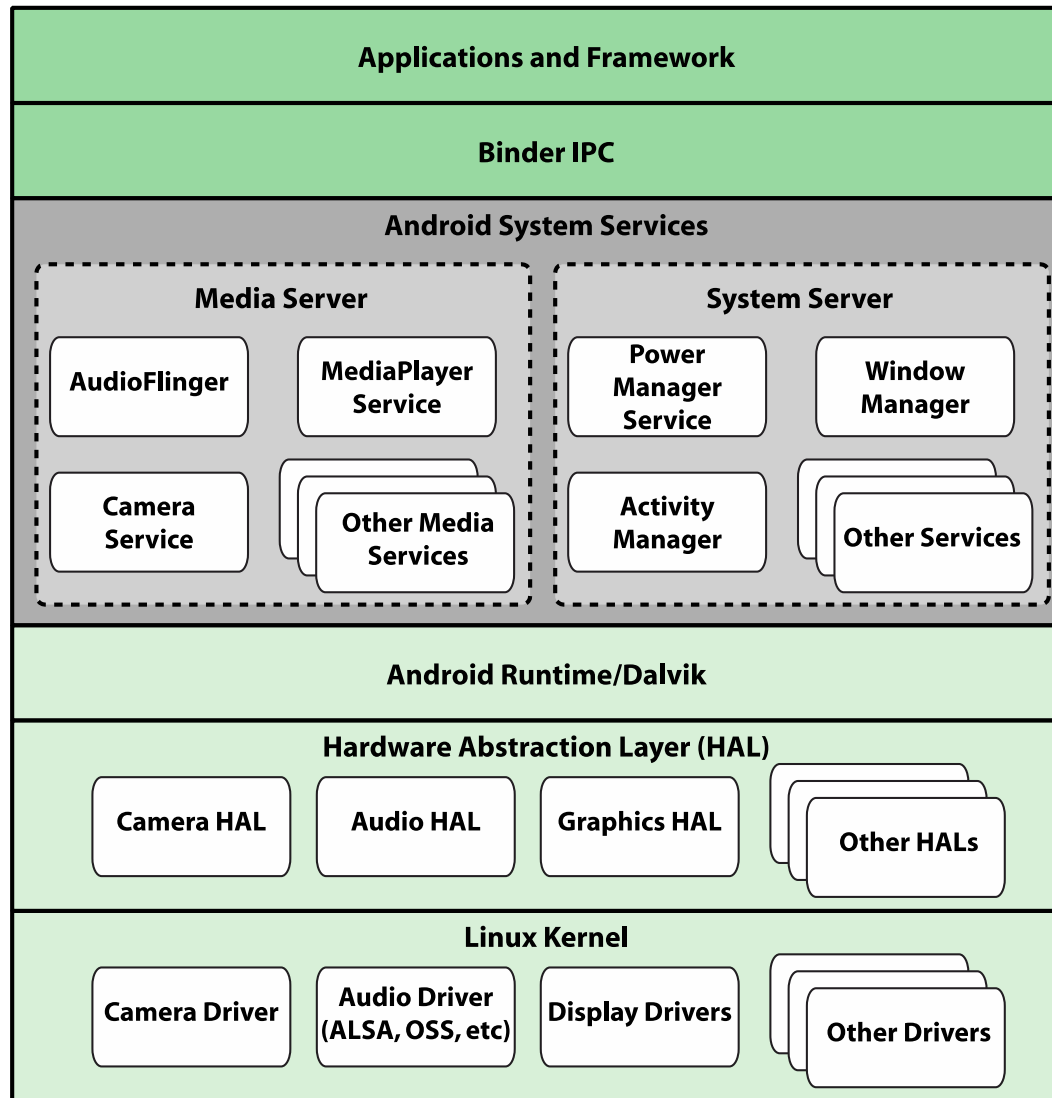 Applications and Framework
Binder IPC
Android System Services
Media Server
AudioFlinger
MediaPlayer
Service
Camera
Service
Other Media
Services
System Server
Power
Manager
Service
Window
Manager
Activity
Manager
Other Services
Android Runtime/Dalvik
Hardware Abstraction Layer (HAL)
Camera HAL
Audio HAL
Graphics HAL
Other HALs
Linux Kernel
Camera Driver
Audio Driver
(ALSA, OSS, etc)
Display Drivers
Other Drivers